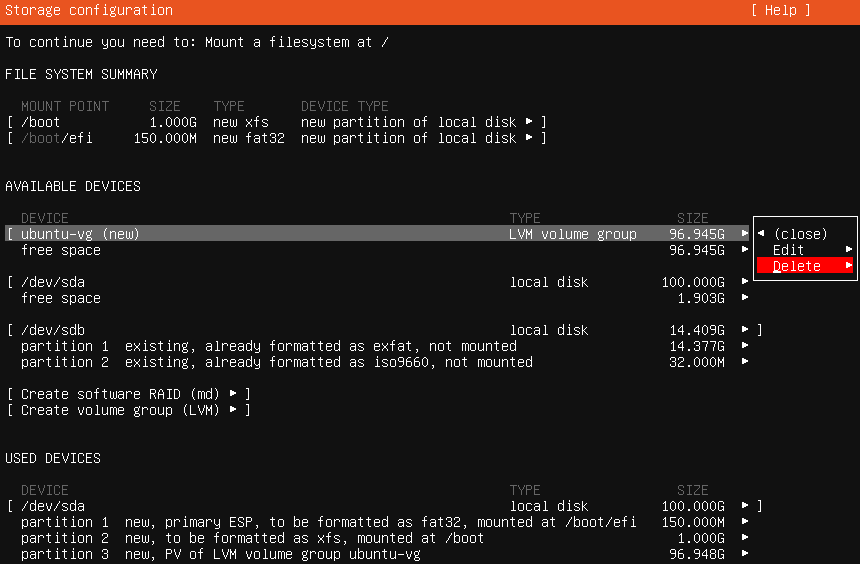 Storage configuration [ Help ]
To continue you need to: Mount a filesystem at /
FILE SYSTEM SUMMARY
MOUNT POINT SIZE TYPE DEVICE TYPE
[ /boot 1.000G new xfs new partition of local disk ▸ ]
[ /boot/efi 150.000M new fat32 new partition of local disk ▸ ]
AVAILABLE DEVICES
DEVICE TYPE SIZE
[ ubuntu-vg (new) LVM volume group 96.945G ▸
free space 96.945G ▸
◂ (close)
Edit ▸
Delete ▸
[ /dev/sda local disk 100.000G ▸
free space 1.903G ▸
[ /dev/sdb local disk 14.409G ▸ ]
partition 1 existing, already formatted as exfat, not mounted 14.377G ▸
partition 2 existing, already formatted as iso9660, not mounted 32.000M ▸
[ Create software RAID (md) ▸ ]
[ Create volume group (LVM) ▸ ]
USED DEVICES
DEVICE TYPE SIZE
[ /dev/sda local disk 100.000G ▸ ]
partition 1 new, primary ESP, to be formatted as fat32, mounted at /boot/efi 150.000M ▸
partition 2 new, to be formatted as xfs, mounted at /boot 1.000G ▸
partition 3 new, PV of LVM volume group ubuntu-vg 96.948G ▸